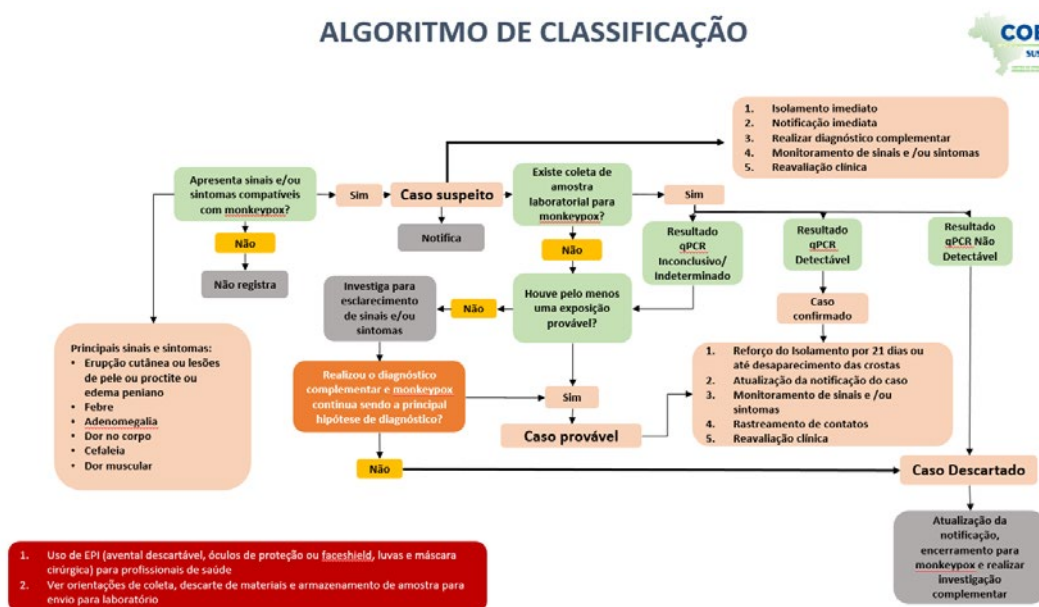 ALGORITMO DE CLASSIFICAÇÃO
SUS
1. Isolamento imediato
2. Notificação imediata
3. Realizar diagnóstico complementar
4. Monitoramento de sinais e /ou sintomas
5. Reavaliação clínica
Apresenta sinais e/ou
sintomas compatíveis
com monkeypox?
Sim
Caso suspeito
Existe coleta de
amostra
laboratorial para
monkeypox?
Sim
Não
Notifica
Não
Não registra
Resultado
qPCR
Inconclusivo/
Indeterminado
Resultado
qPCR
Detectável
Resultado
qPCR Não
Detectável
Investiga para
esclarecimento
de sinais e/ou
sintomas
Não
Houve pelo menos
uma exposição
provável?
Caso
confirmado
Principais sinais e sintomas:
• Erupção cutânea ou lesões
de pele ou proctite ou
edema peniano
• Febre
• Adenomegalia
• Dor no corpo
• Cefaleia
• Dor muscular
Realizou o diagnóstico
complementar e monkeypox
continua sendo a principal
hipótese de diagnóstico?
Sim
Caso provável
1. Reforço do Isolamento por 21 dias ou
até desaparecimento das crostas
2. Atualização da notificação do caso
3. Monitoramento de sinais e /ou
sintomas
4. Rastreamento de contatos
5. Reavaliação clínica
Não
Caso Descartado
Atualização da
notificação,
encerramento para
monkeypox e realizar
investigação
complementar
1. Uso de EPI (avental descartável, óculos de proteção ou faceshield, luvas e máscara
cirúrgica) para profissionais de saúde
2. Ver orientações de coleta, descarte de materiais e armazenamento de amostra para
envio para laboratório